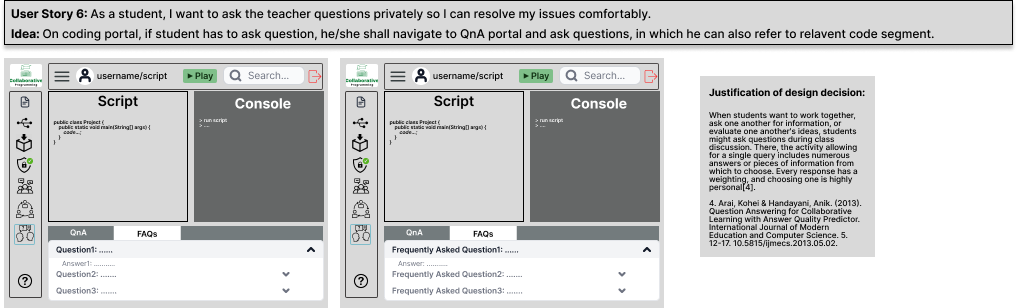 User Story 6: As a student, I want to ask the teacher questions privately so I can resolve my issues comfortably.
Idea: On coding portal, if student has to ask question, he/she shall navigate to QnA portal and ask questions, in which he can also refer to relavent code segment.
Collaborative
Programming
username/script
Play
Search...
Script
public class Project {
public static void main(String[] args) {
code...;
}
}
Console
> run script
> ....
QnA
FAQs
Question1: ......
Answer1: ..........
Question2: .......
Question3: .......
Collaborative
Programming
username/script
Play
Search...
Script
public class Project {
public static void main(String[] args) {
code...;
}
}
Console
> run script
> ....
QnA
FAQs
Frequently Asked Question1: ......
Answer: ..........
Frequently Asked Question2: .......
Frequently Asked Question3: .......
Justification of design decision:
When students want to work together,
ask one another for information, or
evaluate one another's ideas, students
might ask questions during class
discussion. There, the activity allowing
for a single query includes numerous
answers or pieces of information from
which to choose. Every response has a
weighting, and choosing one is highly
personal[4].
4. Arai, Kohei & Handayani, Anik. (2013).
Question Answering for Collaborative
Learning with Answer Quality Predictor.
International Journal of Modern
Education and Computer Science. 5.
12-17. 10.5815/ijmecs.2013.05.02.